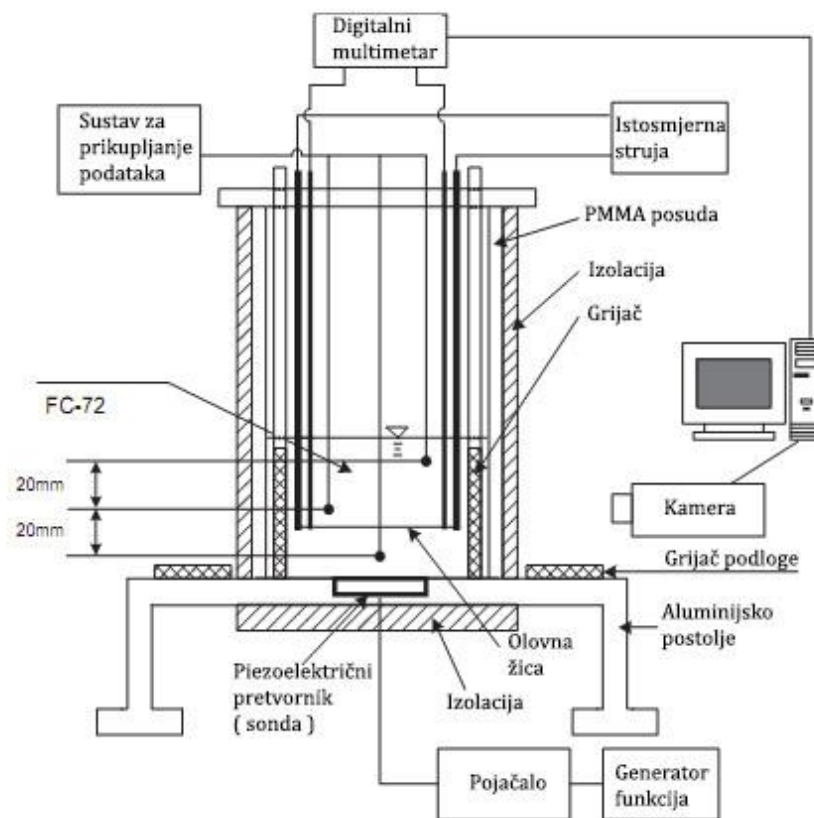 Digitalni
multimetar
Sustav za
prikupljanje
podataka
Istosmjerna
struja
PMMA posuda
Izolacija
Grijač
FC-72
20mm
20mm
Kamera
Grijač podloge
Aluminijsko
postolje
Olovna
žica
Piezoelektrični
pretvornik
( sonda )
Izolacija
Pojačalo
Generator
funkcija